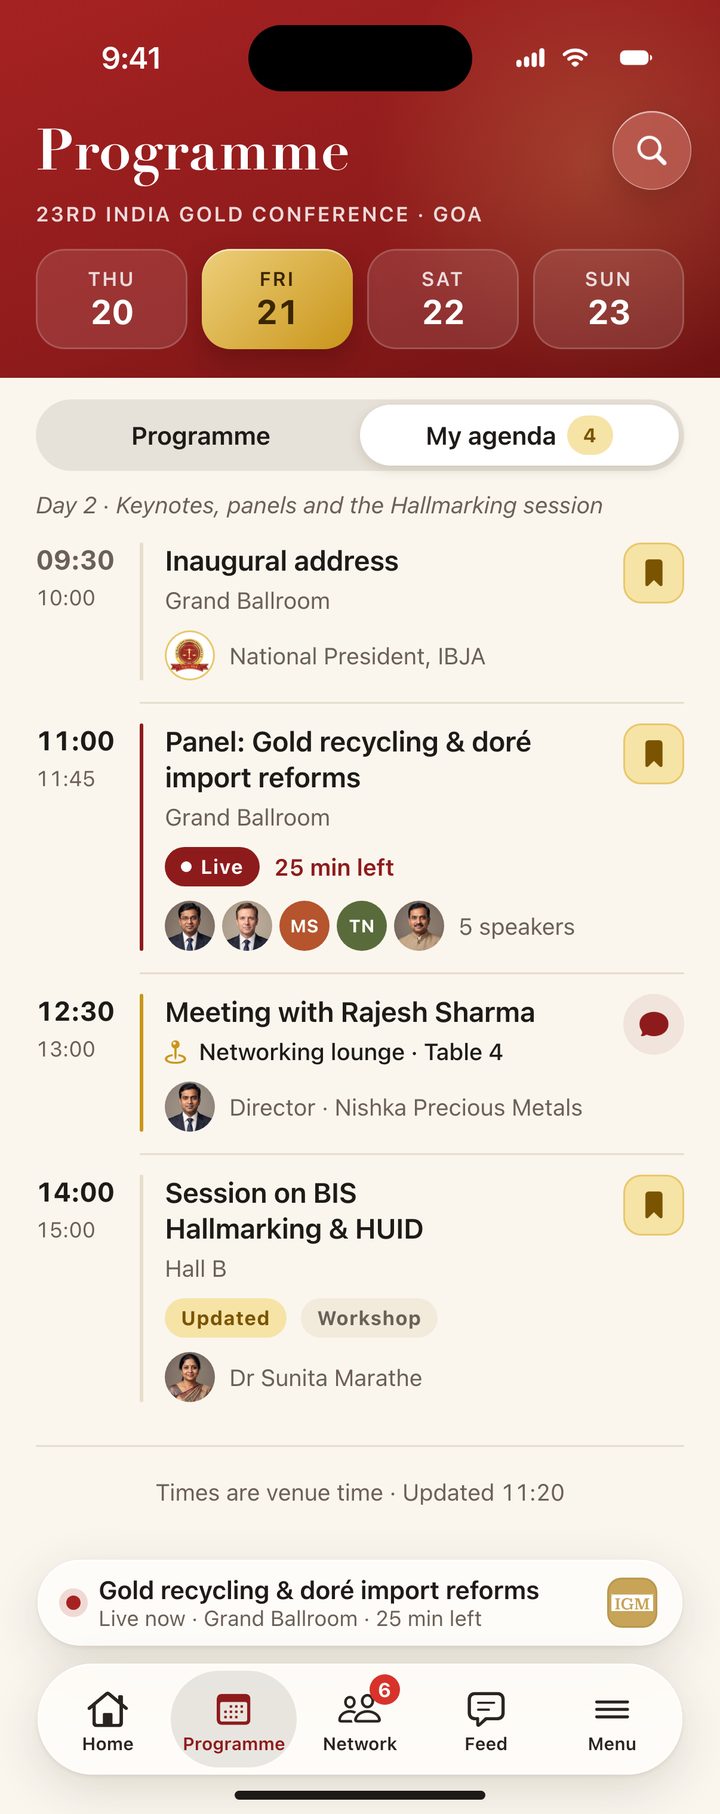 9:41
Programme
23RD INDIA GOLD CONFERENCE · GOA
THU
20
FRI
21
SAT
22
SUN
23
Programme
My agenda 4
Day 2 · Keynotes, panels and the Hallmarking session
09:30
10:00
Inaugural address
Grand Ballroom
National President, IBJA
11:00
11:45
Panel: Gold recycling & doré
import reforms
Grand Ballroom
Live 25 min left
MS TN 5 speakers
12:30
13:00
Meeting with Rajesh Sharma
Networking lounge · Table 4
Director · Nishka Precious Metals
14:00
15:00
Session on BIS
Hallmarking & HUID
Hall B
Updated Workshop
Dr Sunita Marathe
Times are venue time · Updated 11:20
Gold recycling & doré import reforms
Live now · Grand Ballroom · 25 min left
IGM
6
Home Programme Network Feed Menu